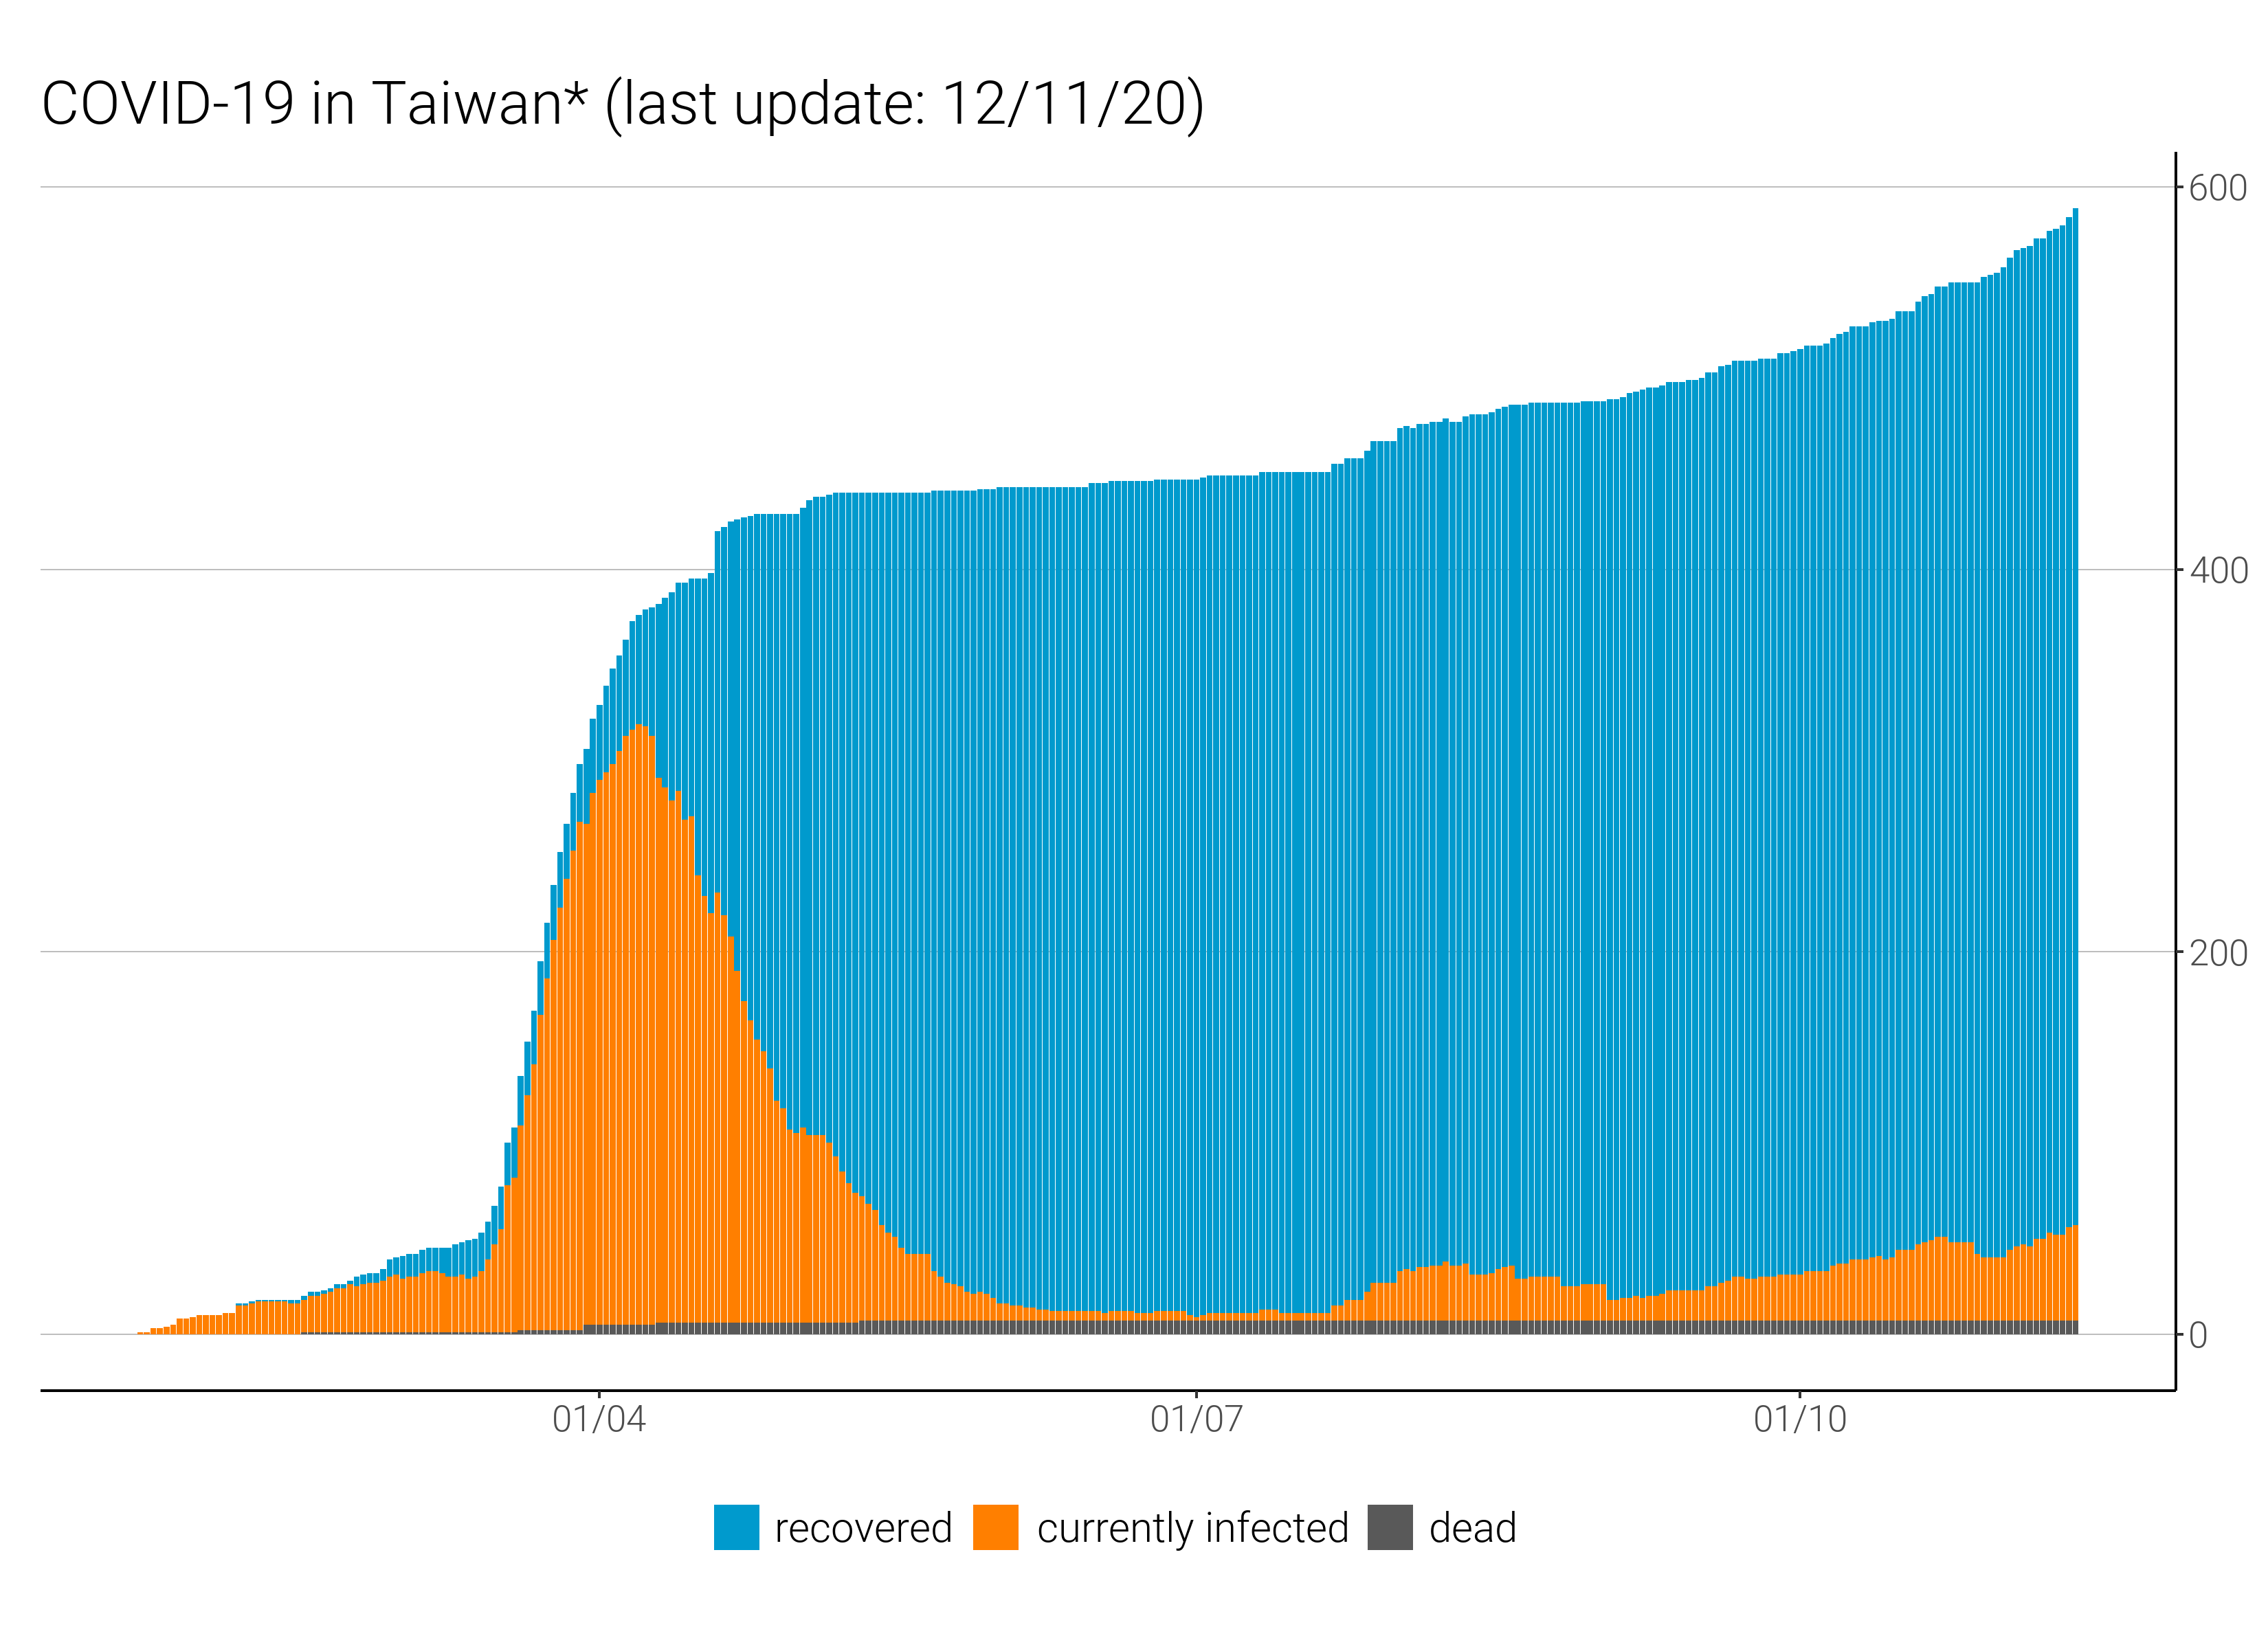 COVID-19 in Taiwan* (last update: 12/11/20)
600
400
200
0
01/04 01/07 01/10
recovered currently infected dead